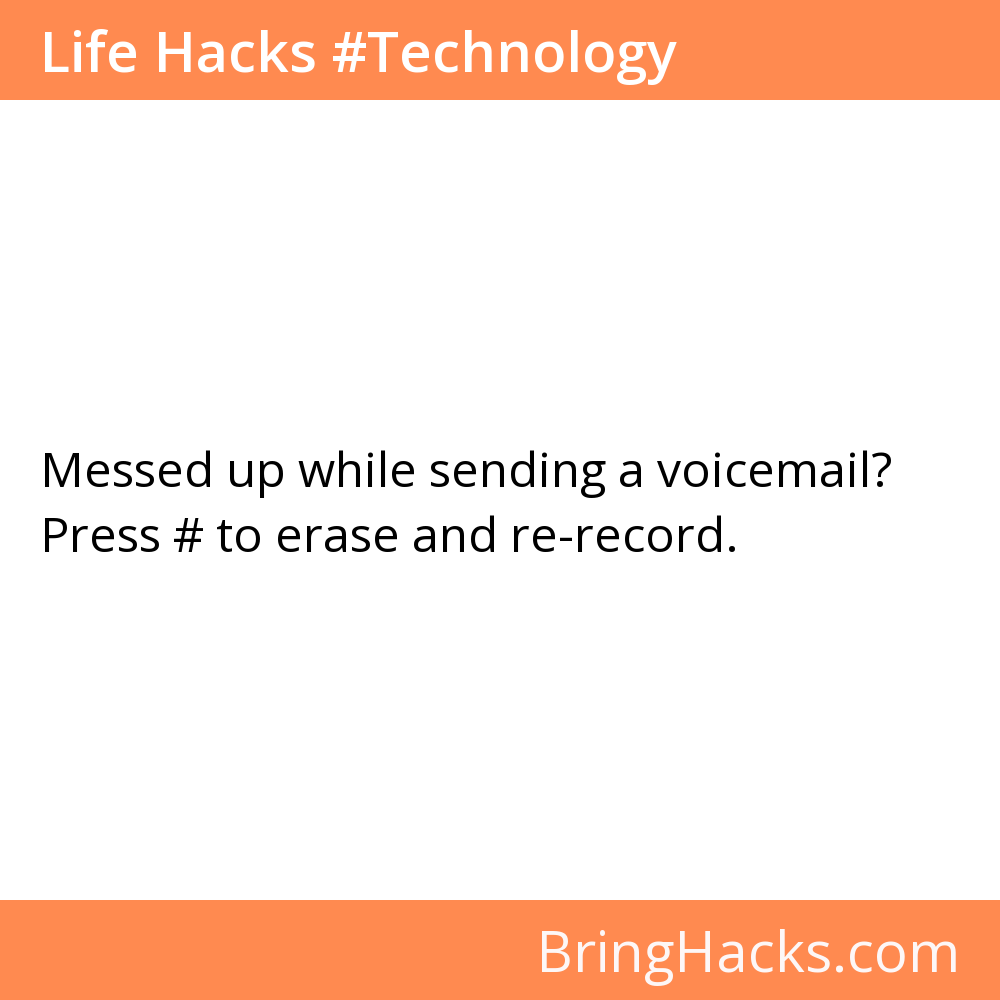 Life Hacks #Technology
Messed up while sending a voicemail?
Press # to erase and re-record.
BringHacks.com